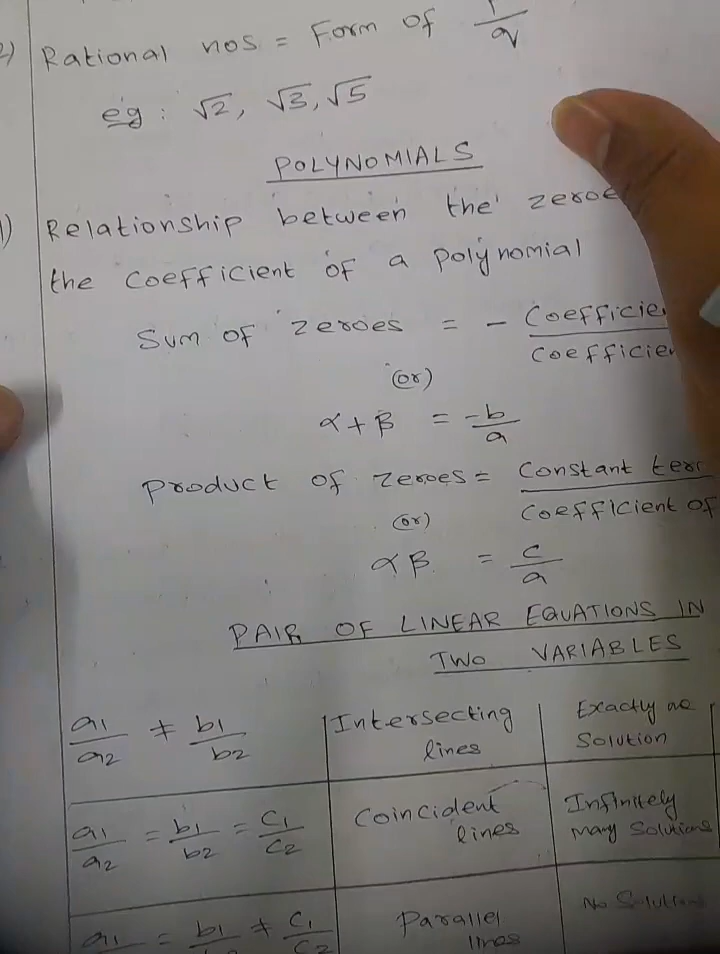 2) Rational nos = Form of /q
eg : √2, √3, √5
POLYNOMIALS
1) Relationship between the
the coefficient of a polynomial
Sum of zeroes = -
(or)
α + β = -b/a
Product of zeroes = Constant / Coefficient of
(or)
αβ = c/a
PAIR OF LINEAR EQUATIONS IN
TWO VARIABLES
a1/a2 ≠ b1/b2 | Intersecting lines | Exactly Solution
a1/a2 = b1/b2 = c1/c2 | Coincident lines | Infinitely Many Solutions
a1 = b1 ≠ c1/c2 | Parallel lines | No